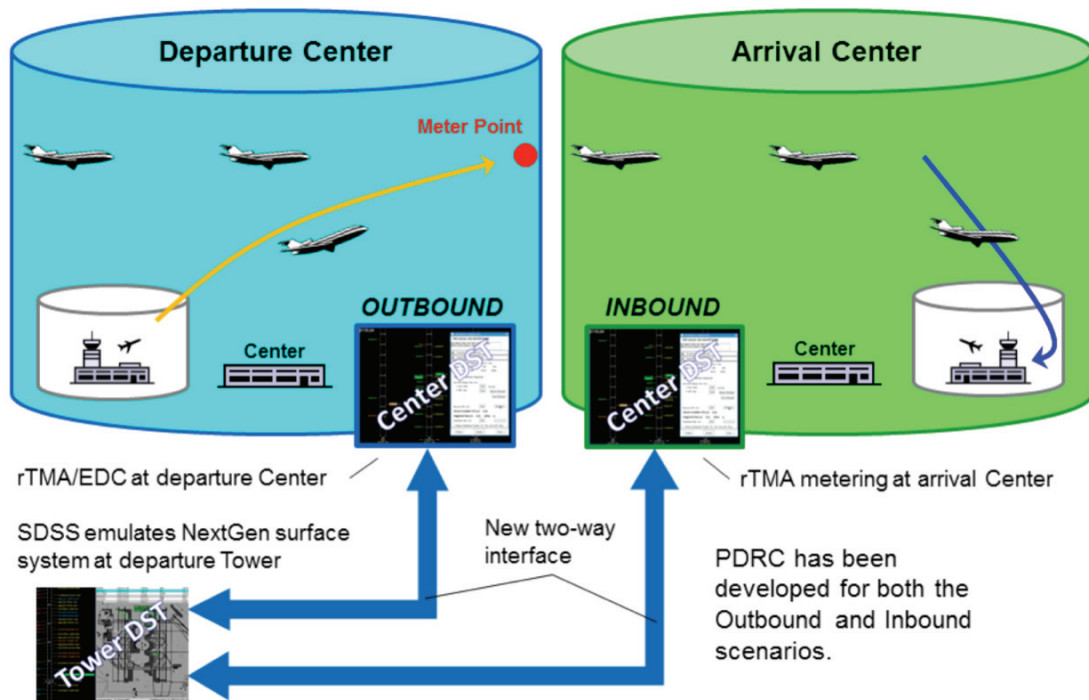 Departure Center
Arrival Center
Meter Point
OUTBOUND
INBOUND
Center
Center
Center DST
Center DST
rTMA/EDC at departure Center
rTMA metering at arrival Center
SDSS emulates NextGen surface
system at departure Tower
New two-way
interface
PDRC has been
developed for both the
Outbound and Inbound
scenarios.
Tower DST